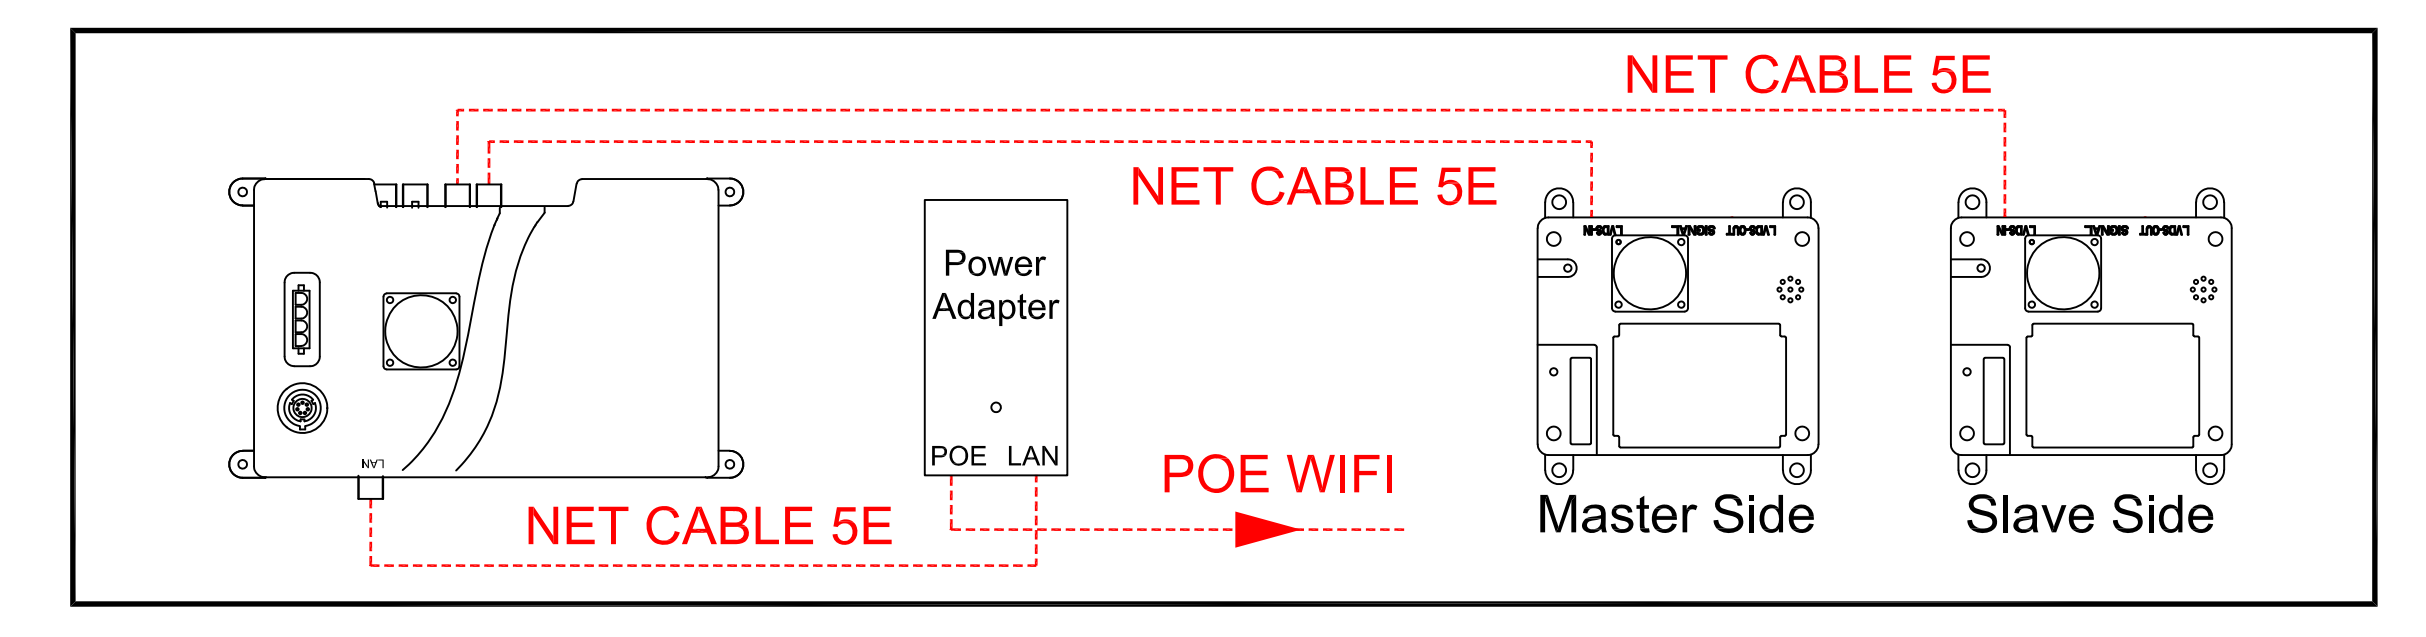 NET CABLE 5E
NET CABLE 5E
LVDS-IN
SIGNAL
LVDS-OUT
LVDS-IN
SIGNAL
LVDS-OUT
Power
Adapter
POE LAN
LAN
POE WIFI
NET CABLE 5E
Master Side
Slave Side